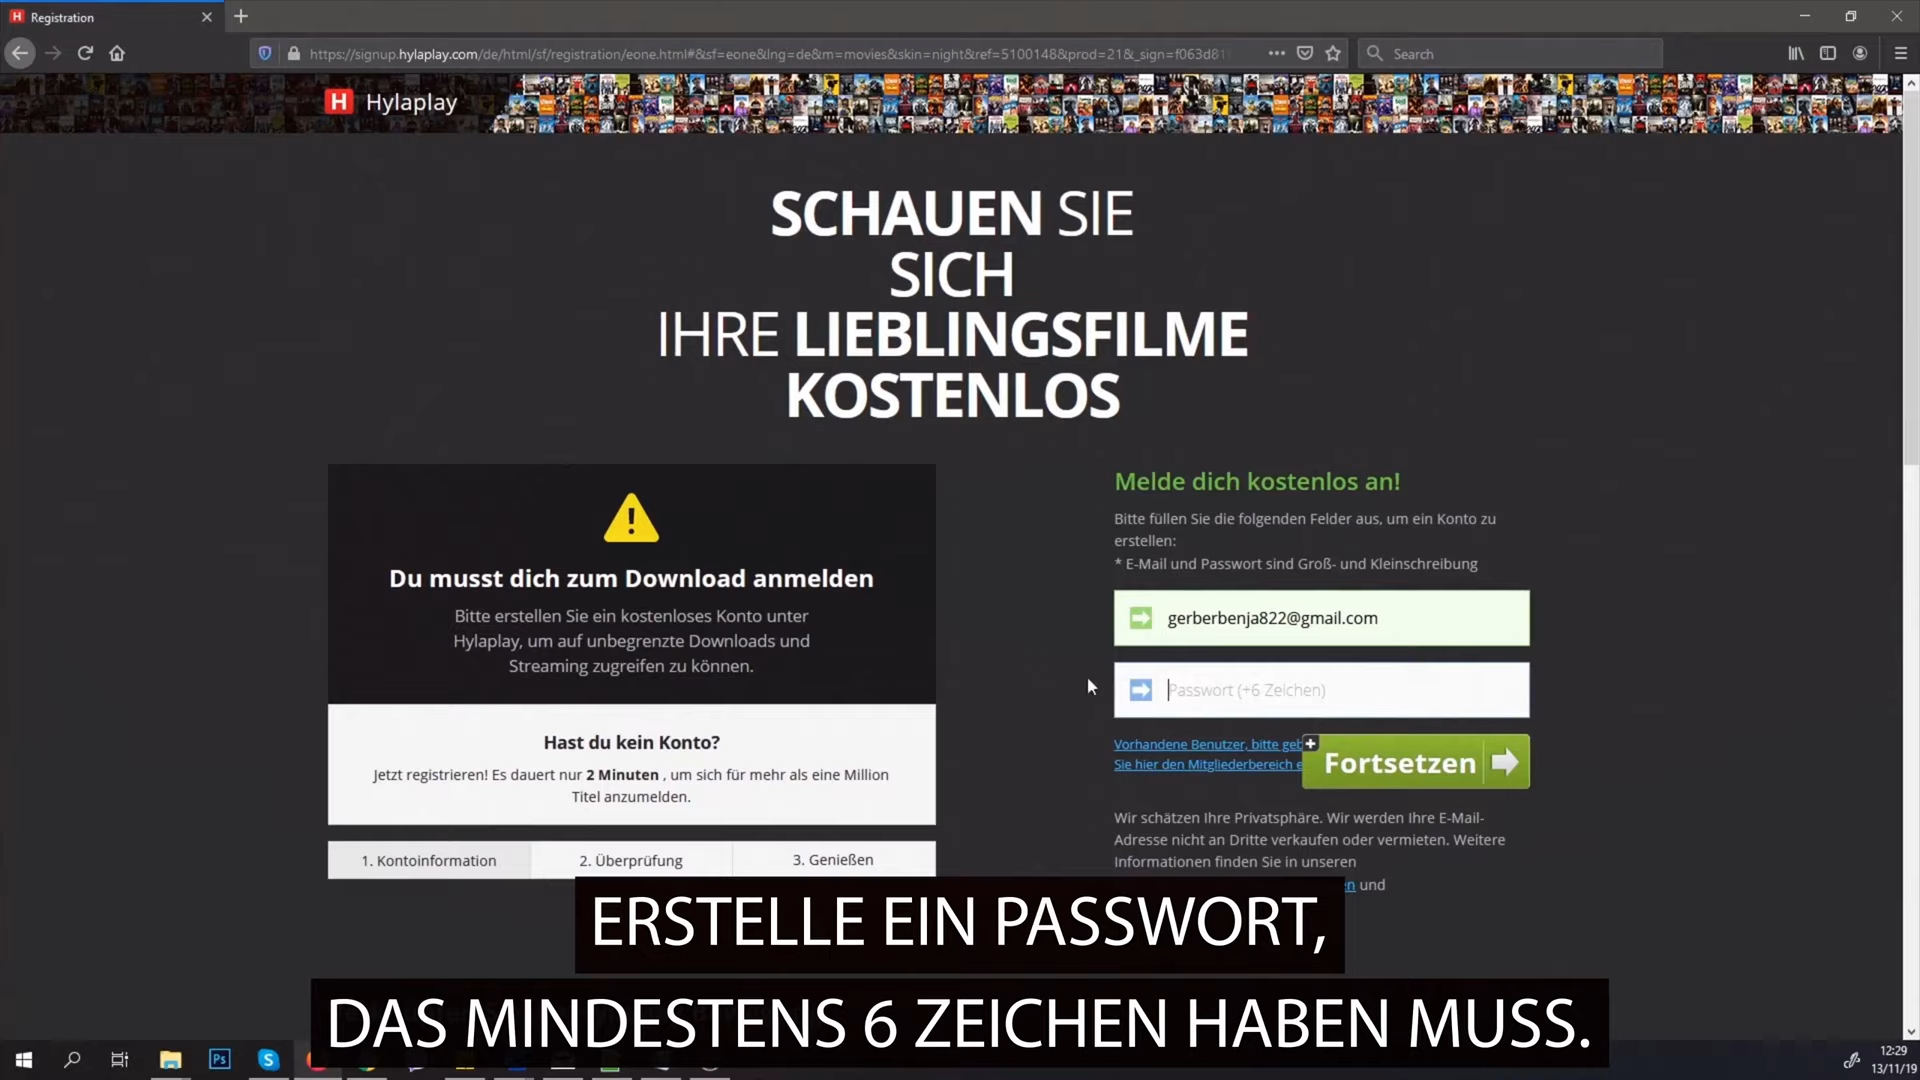 Registration
https://signup.hylaplay.com/de/html/sf/registration/eone.html#&sf=eone&lng=de&m=movies&skin=night&ref=5100148&prod=21&_sign=f063d81
Search
H Hylaplay
SCHAUEN SIE
SICH
IHRE LIEBLINGSFILME
KOSTENLOS
Du musst dich zum Download anmelden
Bitte erstellen Sie ein kostenloses Konto unter
Hylaplay, um auf unbegrenzte Downloads und
Streaming zugreifen zu können.
Hast du kein Konto?
Jetzt registrieren! Es dauert nur 2 Minuten , um sich für mehr als eine Million
Titel anzumelden.
1. Kontoinformation 2. Überprüfung 3. Genießen
Melde dich kostenlos an!
Bitte füllen Sie die folgenden Felder aus, um ein Konto zu
erstellen:
* E-Mail und Passwort sind Groß- und Kleinschreibung
gerberbenja822@gmail.com
Passwort (+6 Zeichen)
Vorhandene Benutzer, bitte geb
Sie hier den Mitgliederbereich e
Fortsetzen
Wir schätzen Ihre Privatsphäre. Wir werden Ihre E-Mail-
Adresse nicht an Dritte verkaufen oder vermieten. Weitere
Informationen finden Sie in unseren
en und
ERSTELLE EIN PASSWORT,
DAS MINDESTENS 6 ZEICHEN HABEN MUSS.
Ps
12:29
13/11/19